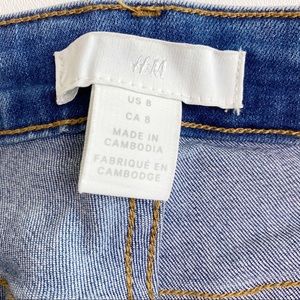 H&M
US 8
CA 8
MADE IN
CAMBODIA
FABRIQUÉ EN
CAMBODGE